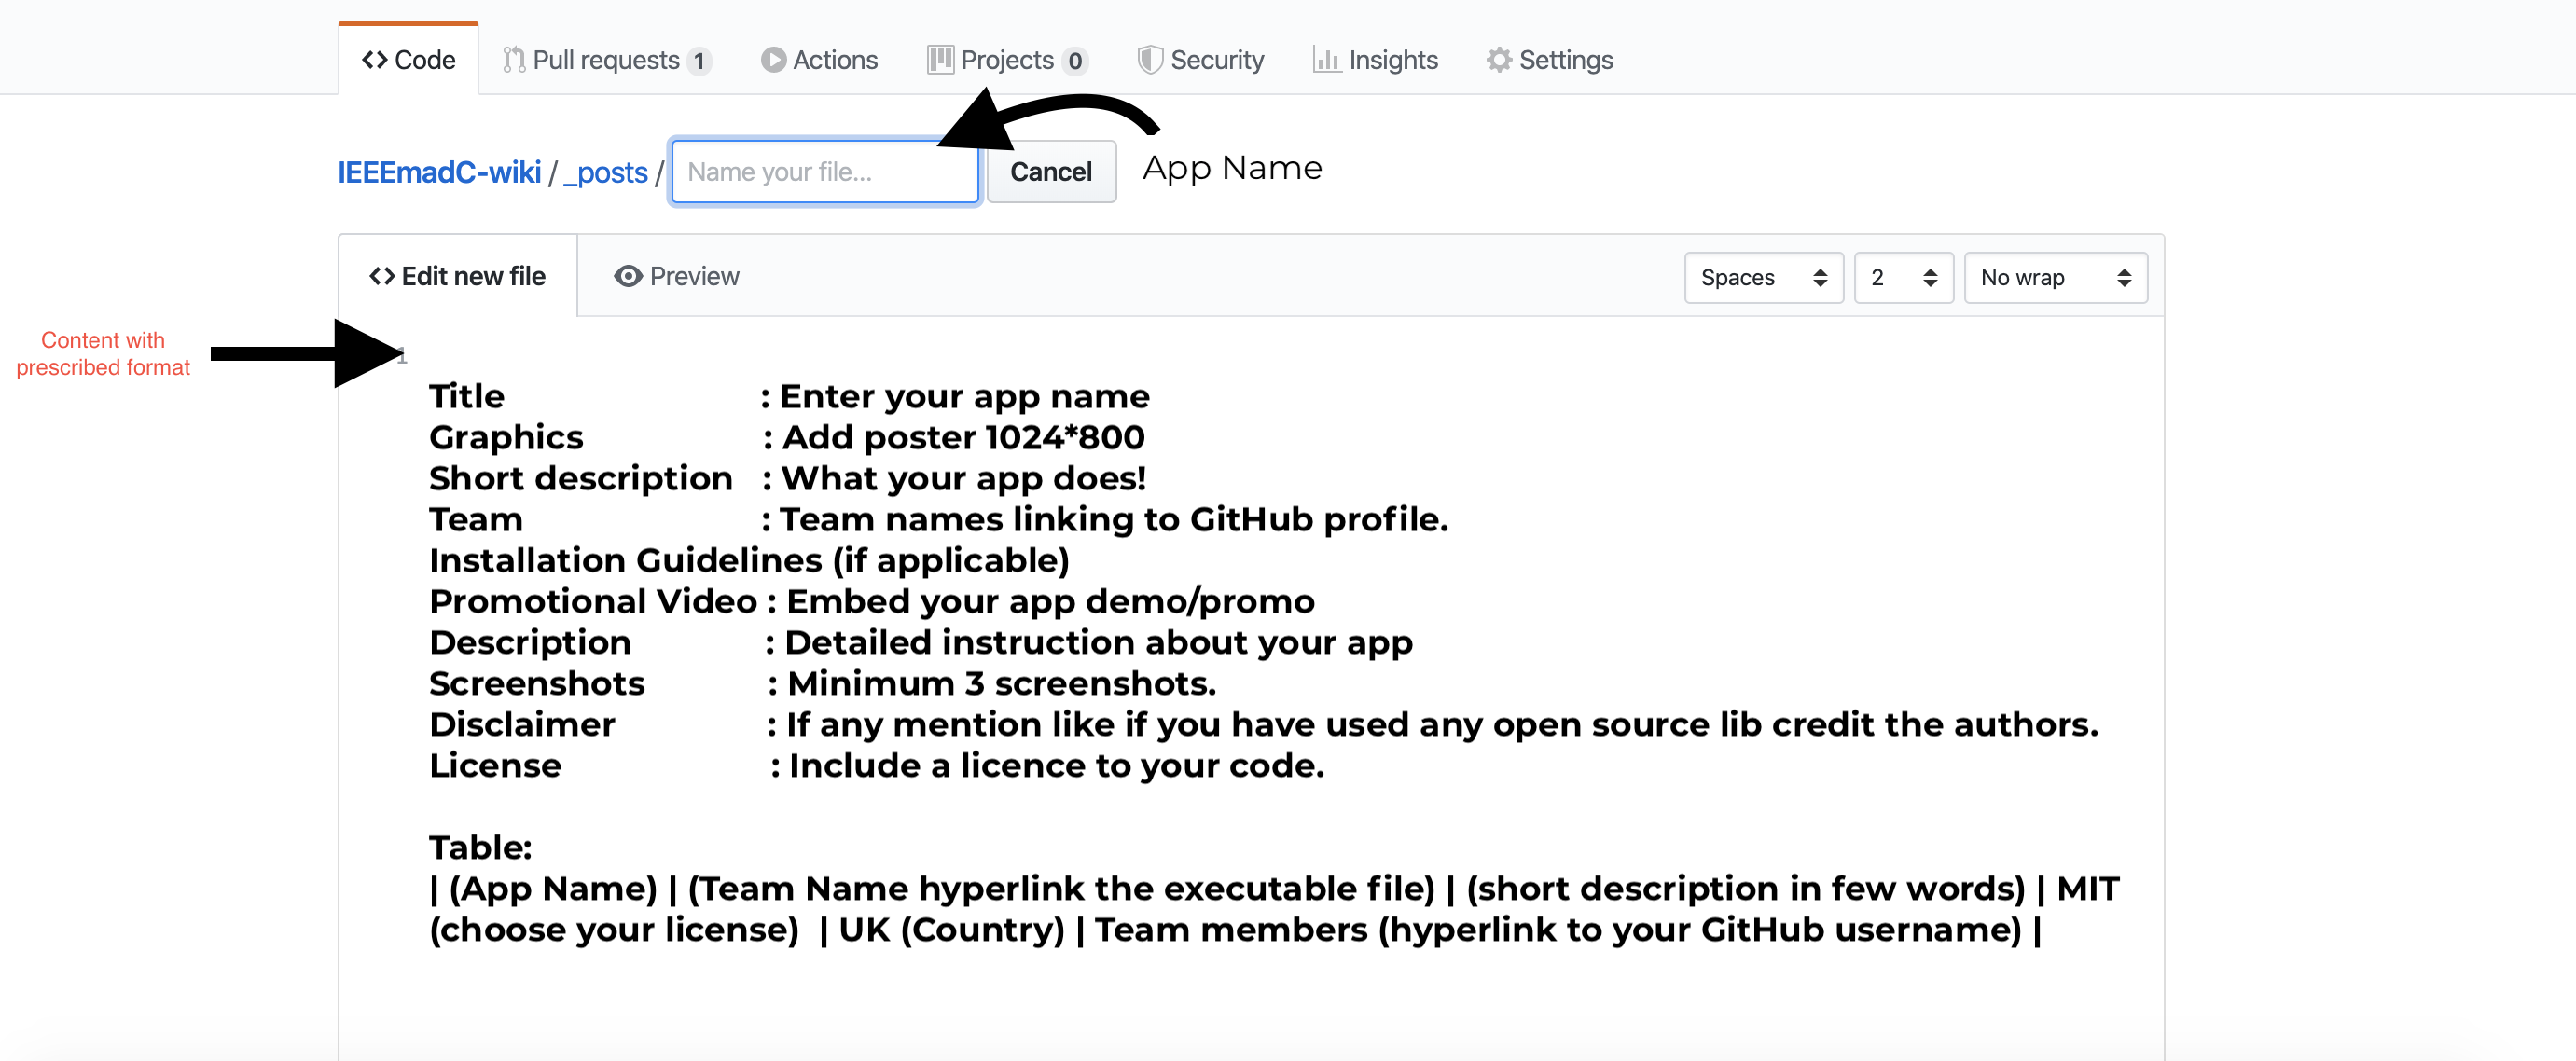 Code Pull requests 1 Actions Projects 0 Security Insights Settings
IEEEmadC-wiki / _posts / Name your file... Cancel App Name
Edit new file Preview Spaces 2 No wrap
Content with
prescribed format
1
Title : Enter your app name
Graphics : Add poster 1024*800
Short description : What your app does!
Team : Team names linking to GitHub profile.
Installation Guidelines (if applicable)
Promotional Video : Embed your app demo/promo
Description : Detailed instruction about your app
Screenshots : Minimum 3 screenshots.
Disclaimer : If any mention like if you have used any open source lib credit the authors.
License : Include a licence to your code.
Table:
| (App Name) | (Team Name hyperlink the executable file) | (short description in few words) | MIT
(choose your license) | UK (Country) | Team members (hyperlink to your GitHub username) |